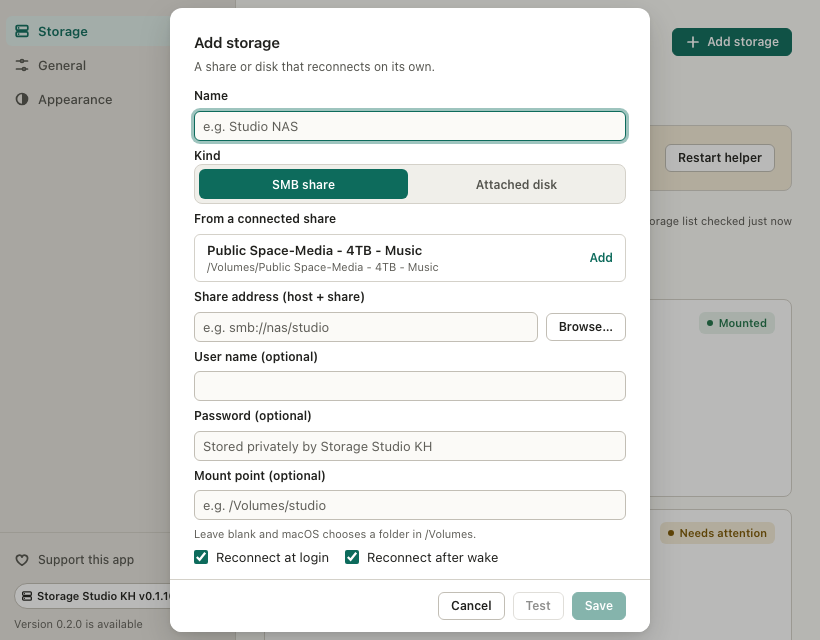 Storage
General
Appearance
Add storage
Restart helper
orage list checked just now
Mounted
Needs attention
Support this app
Storage Studio KH v0.1.1
Version 0.2.0 is available
Add storage
A share or disk that reconnects on its own.
Name
e.g. Studio NAS
Kind
SMB share
Attached disk
From a connected share
Public Space-Media - 4TB - Music
/Volumes/Public Space-Media - 4TB - Music
Add
Share address (host + share)
e.g. smb://nas/studio
Browse...
User name (optional)
Password (optional)
Stored privately by Storage Studio KH
Mount point (optional)
e.g. /Volumes/studio
Leave blank and macOS chooses a folder in /Volumes.
Reconnect at login
Reconnect after wake
Cancel
Test
Save